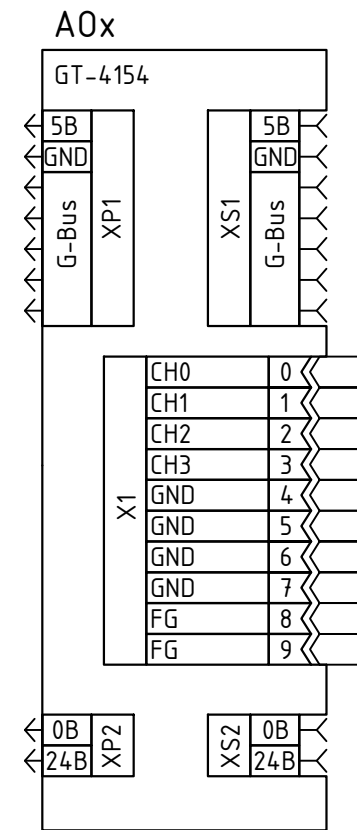 AOx
GT-4154
5В 5В
GND GND
G-Bus XP1 XS1 G-Bus
X1
CH0 0
CH1 1
CH2 2
CH3 3
GND 4
GND 5
GND 6
GND 7
FG 8
FG 9
0В XP2 XS2 0В
24В 24В